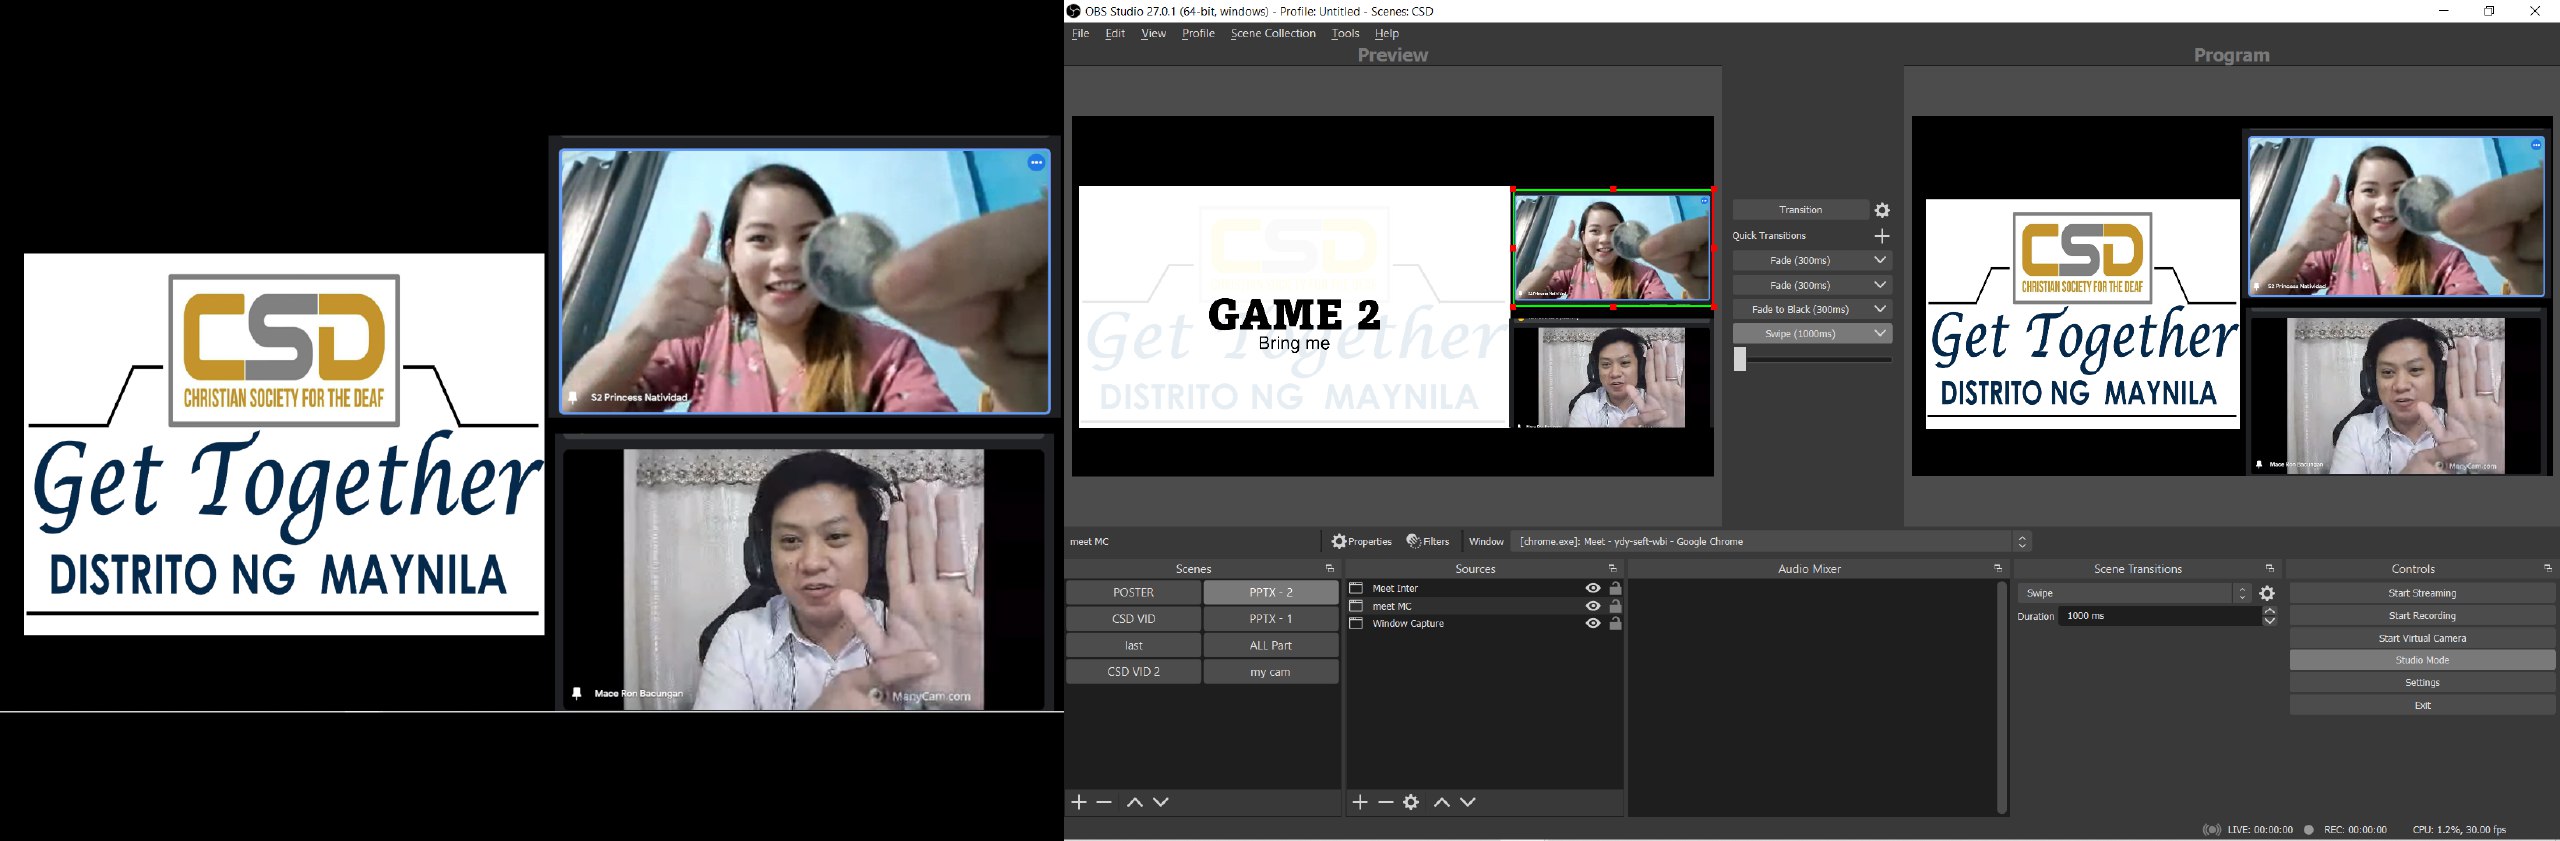 CSD
CHRISTIAN SOCIETY FOR THE DEAF
Get Together
DISTRITO NG MAYNILA
S2 Princess Natividad
Mace Ron Bacungan
ManyCam.com
OBS Studio 27.0.1 (64-bit, windows) - Profile: Untitled - Scenes: CSD
File Edit View Profile Scene Collection Tools Help
Preview
Program
CSD
GAME 2
Bring me
Get Together
DISTRITO NG MAYNILA
S2 Princess Natividad
Transition
Quick Transitions
Fade (300ms)
Fade (300ms)
Fade to Black (300ms)
Swipe (1000ms)
CSD
CHRISTIAN SOCIETY FOR THE DEAF
Get Together
DISTRITO NG MAYNILA
S2 Princess Natividad
Mace Ron Bacungan
ManyCam.com
meet MC
Properties Filters Window [chrome.exe]: Meet - ydy-seft-wbi - Google Chrome
Scenes
POSTER PPTX - 2
CSD VID PPTX - 1
last ALL Part
CSD VID 2 my cam
Sources
Meet Inter
meet MC
Window Capture
Audio Mixer
Scene Transitions
Swipe
Duration 1000 ms
Controls
Start Streaming
Start Recording
Start Virtual Camera
Studio Mode
Settings
Exit
LIVE: 00:00:00 REC: 00:00:00 CPU: 1.2%, 30.00 fps